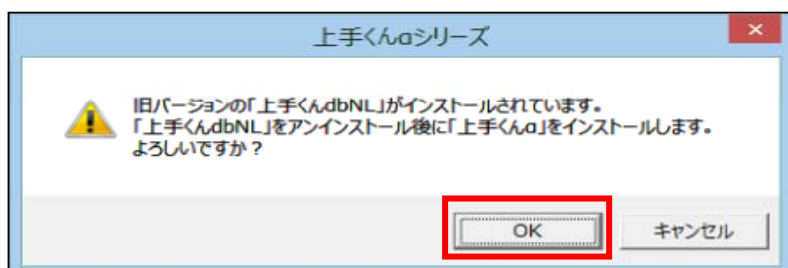 上手くんαシリーズ
旧バージョンの「上手くんdbNL」がインストールされています。
「上手くんdbNL」をアンインストール後に「上手くんα」をインストールします。
よろしいですか？
OK
キャンセル